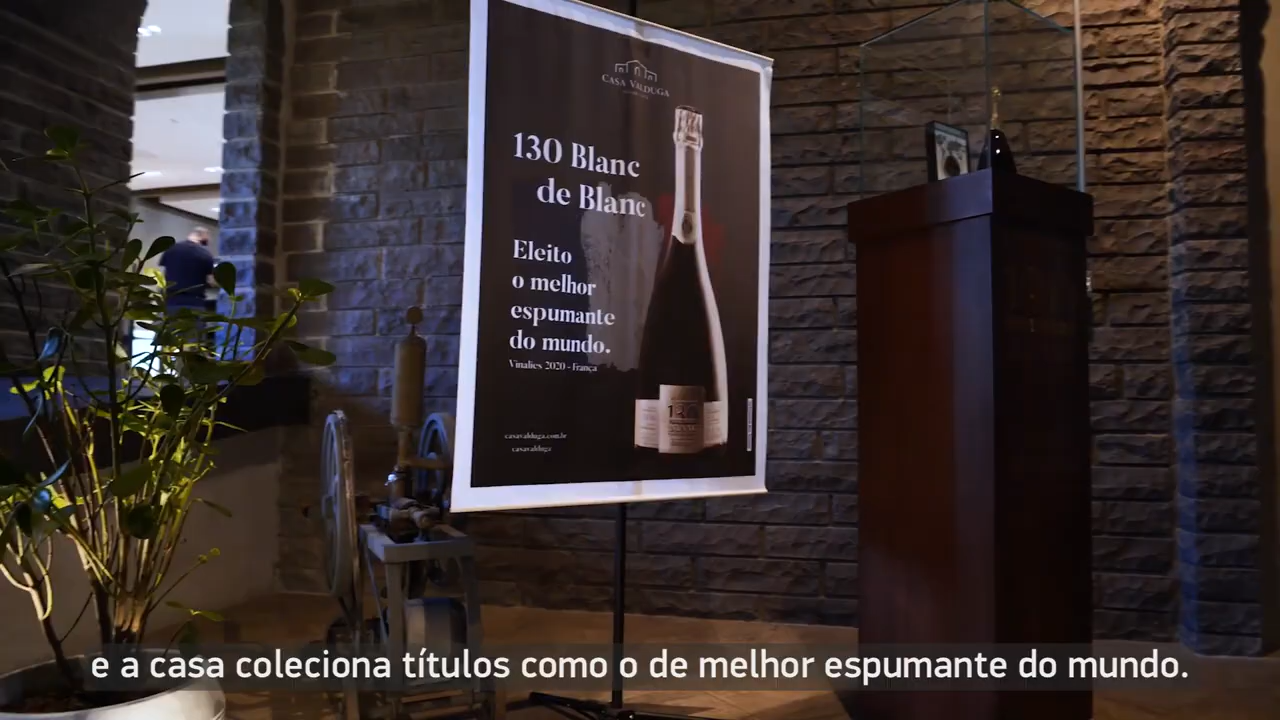 CASA VALDUGA
130 Blanc
de Blanc
Eleito
o melhor
espumante
do mundo.
Vinalies 2020 - França
casavalduga.com.br
casavalduga
130
e a casa coleciona títulos como o de melhor espumante do mundo.